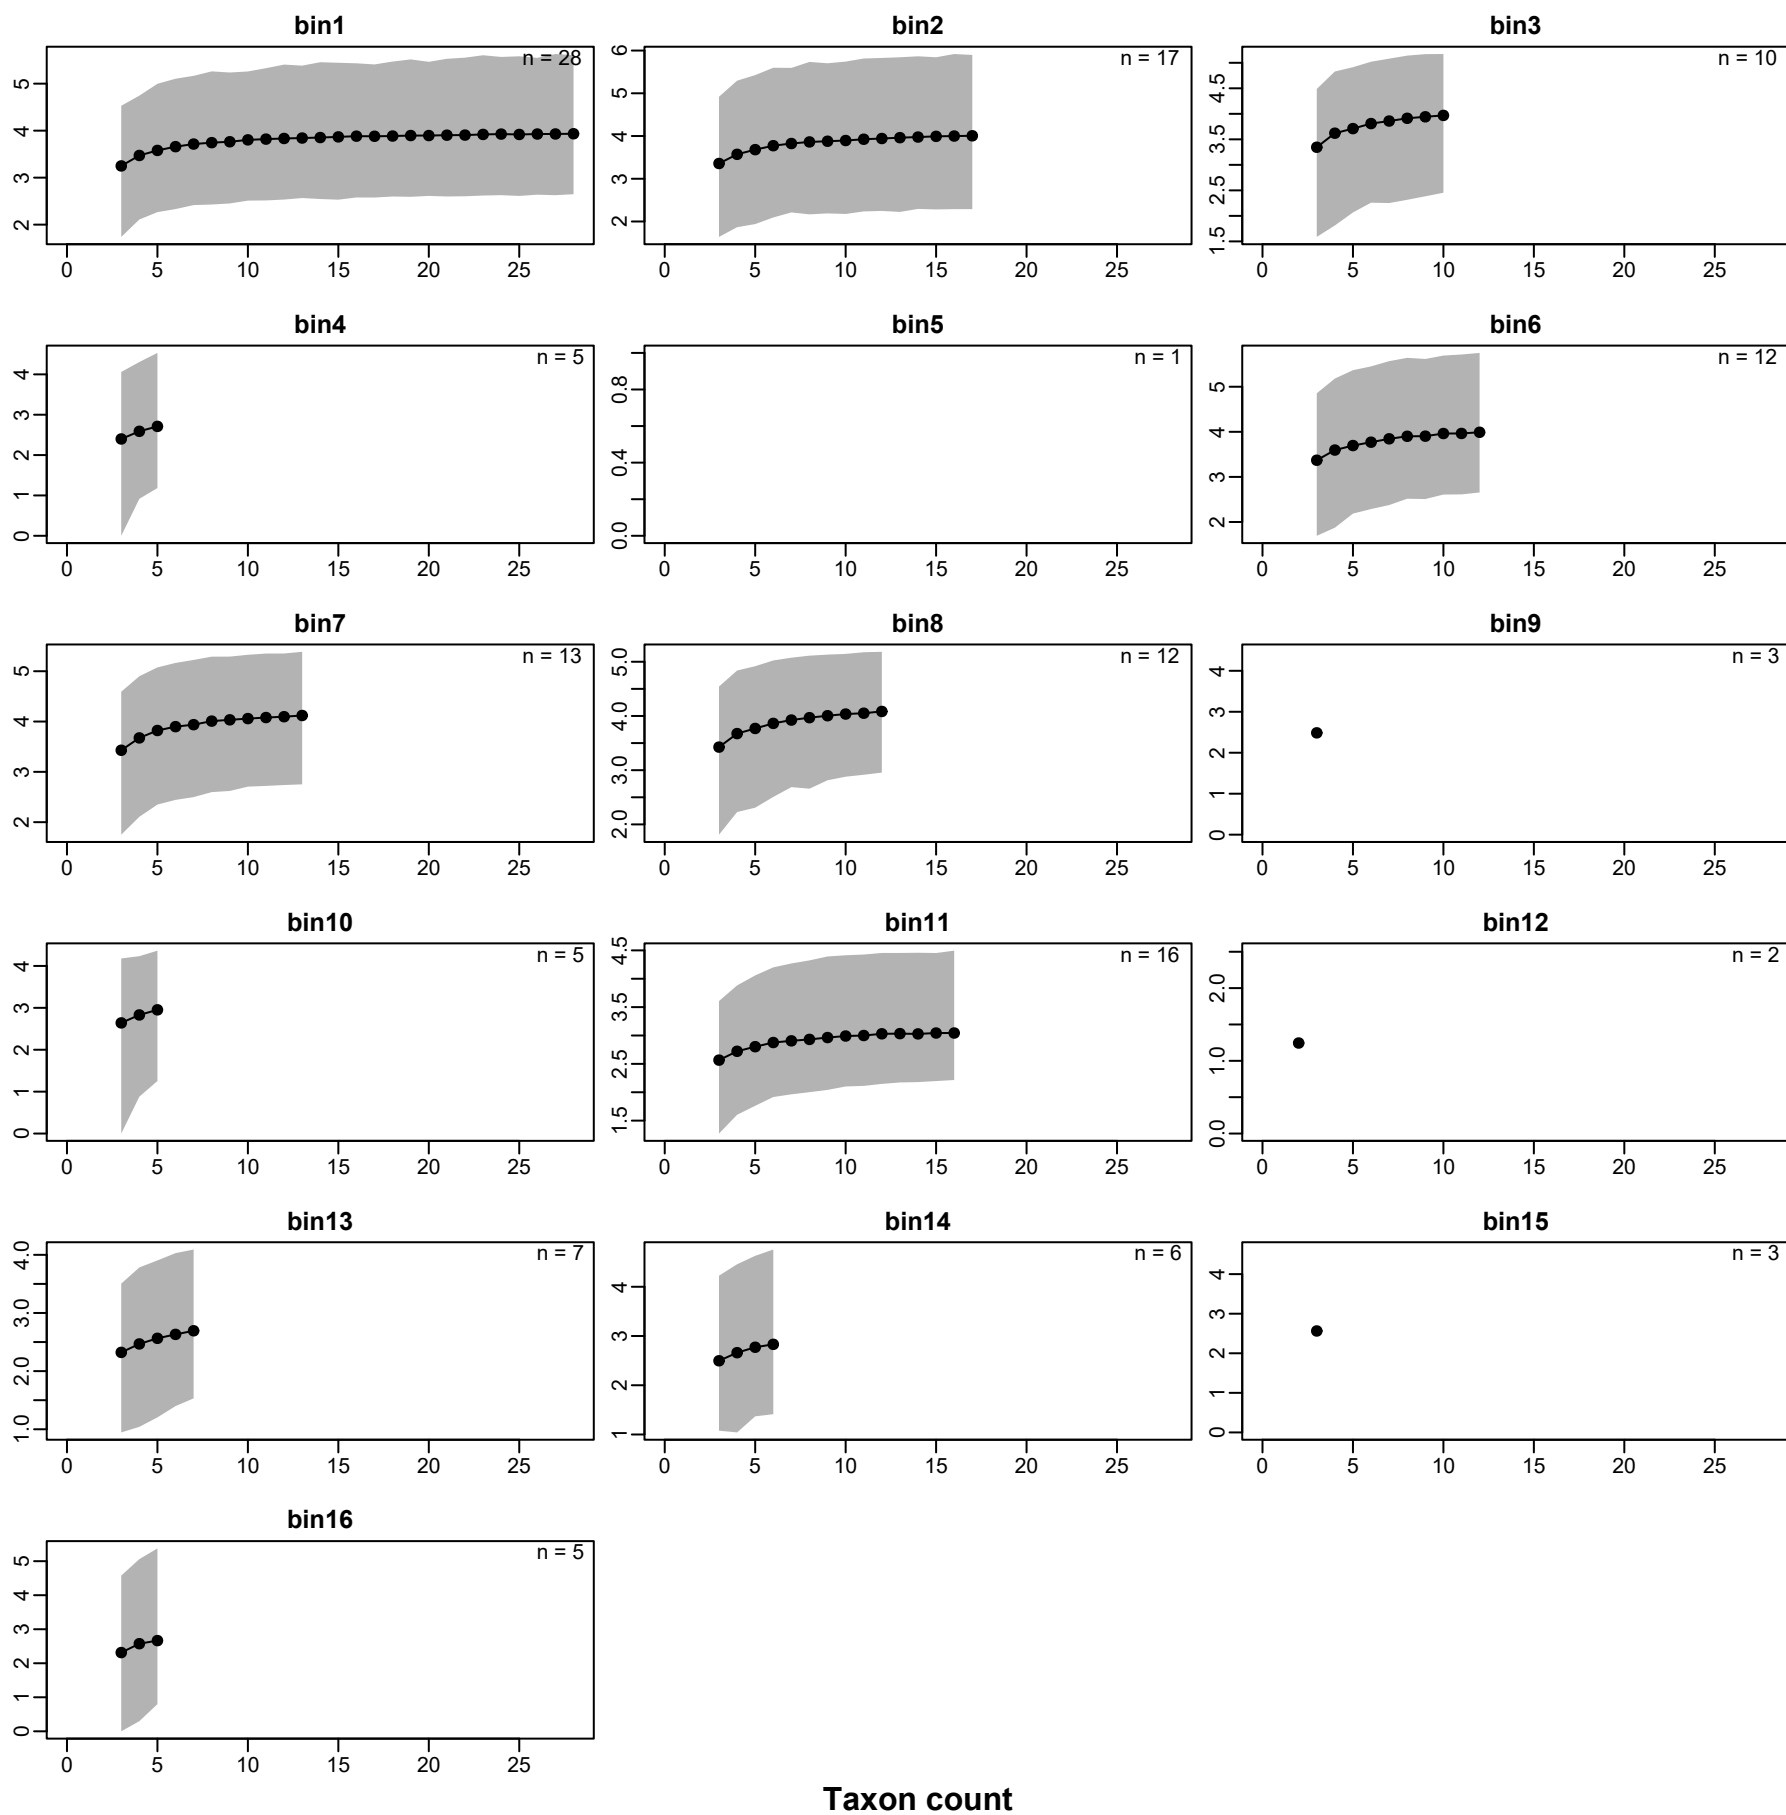 bin1 bin2 bin3
n = 28 n = 17 n = 10
2 3 4 5
2 3 4 5 6
1.5 2.5 3.5 4.5
0 5 10 15 20 25 0 5 10 15 20 25 0 5 10 15 20 25
bin4 bin5 bin6
n = 5 n = 1 n = 12
0 1 2 3 4
0.0 0.4 0.8
2 3 4 5
0 5 10 15 20 25 0 5 10 15 20 25 0 5 10 15 20 25
bin7 bin8 bin9
n = 13 n = 12 n = 3
2 3 4 5
2.0 3.0 4.0 5.0
0 1 2 3 4
0 5 10 15 20 25 0 5 10 15 20 25 0 5 10 15 20 25
bin10 bin11 bin12
n = 5 n = 16 n = 2
0 1 2 3 4
1.5 2.5 3.5 4.5
0.0 1.0 2.0
0 5 10 15 20 25 0 5 10 15 20 25 0 5 10 15 20 25
bin13 bin14 bin15
n = 7 n = 6 n = 3
1.0 2.0 3.0 4.0
1 2 3 4
0 1 2 3 4
0 5 10 15 20 25 0 5 10 15 20 25 0 5 10 15 20 25
bin16
n = 5
0 1 2 3 4 5
0 5 10 15 20 25
Taxon count